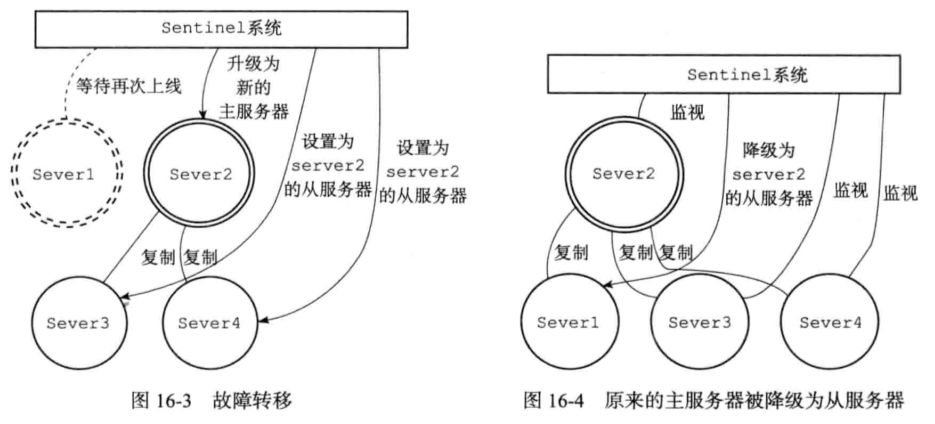 Sentinel系统
等待再次上线
升级为
新的
主服务器
设置为
server2
的从服务器
设置为
server2
的从服务器
Sever1
Sever2
复制
复制
Sever3
Sever4
图 16-3 故障转移
Sentinel系统
监视
降级为
server2
的从服务器
监视
监视
Sever2
复制
复制
复制
Sever1
Sever3
Sever4
图 16-4 原来的主服务器被降级为从服务器